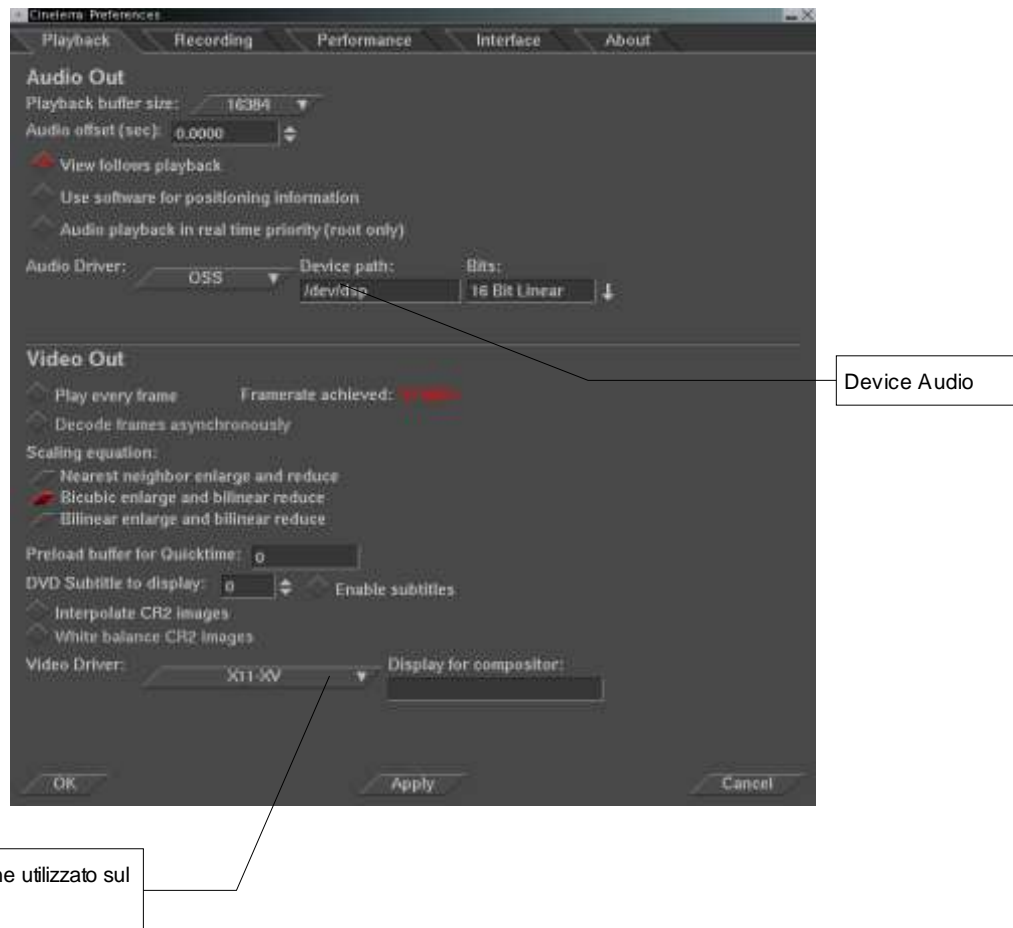 Cinelerra: Preferences
Playback Recording Performance Interface About
Audio Out
Playback buffer size: 16384
Audio offset (sec): 0.0000
View follows playback
Use software for positioning information
Audio playback in real time priority (root only)
Audio Driver: OSS Device path: Bits:
/dev/dsp 16 Bit Linear
Video Out
Play every frame Framerate achieved:
Decode frames asynchronously
Scaling equation:
Nearest neighbor enlarge and reduce
Bicubic enlarge and bilinear reduce
Bilinear enlarge and bilinear reduce
Preload buffer for Quicktime: 0
DVD Subtitle to display: 0 Enable subtitles
Interpolate CR2 images
White balance CR2 images
Video Driver: X11-XV Display for compositor:
OK Apply Cancel
Device Audio
utilizzato sul